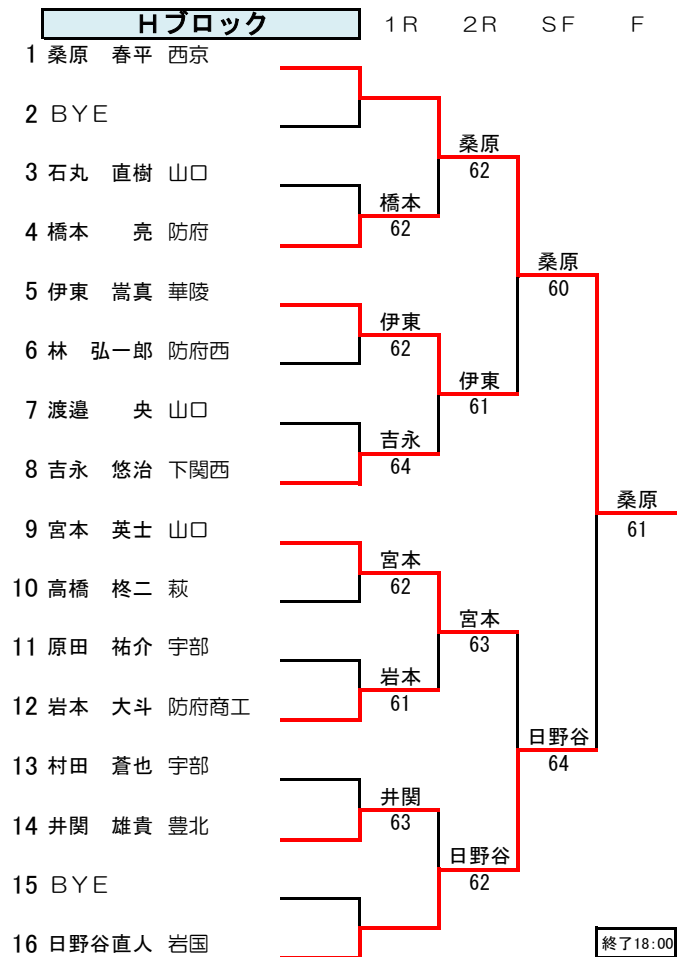 Hブロック 1R 2R SF F
1 桑原 春平 西京
2 BYE
桑原
3 石丸 直樹 山口
62
橋本
4 橋本 亮 防府
62
桑原
5 伊東 嵩真 華陵
60
伊東
6 林 弘一郎 防府西
62
伊東
7 渡邉 央 山口
61
吉永
8 吉永 悠治 下関西
64
桑原
9 宮本 英士 山口
61
宮本
10 高橋 柊二 萩
62
宮本
11 原田 祐介 宇部
63
岩本
12 岩本 大斗 防府商工
61
日野谷
13 村田 蒼也 宇部
64
井関
14 井関 雄貴 豊北
63
日野谷
15 BYE
62
16 日野谷直人 岩国
終了18:00